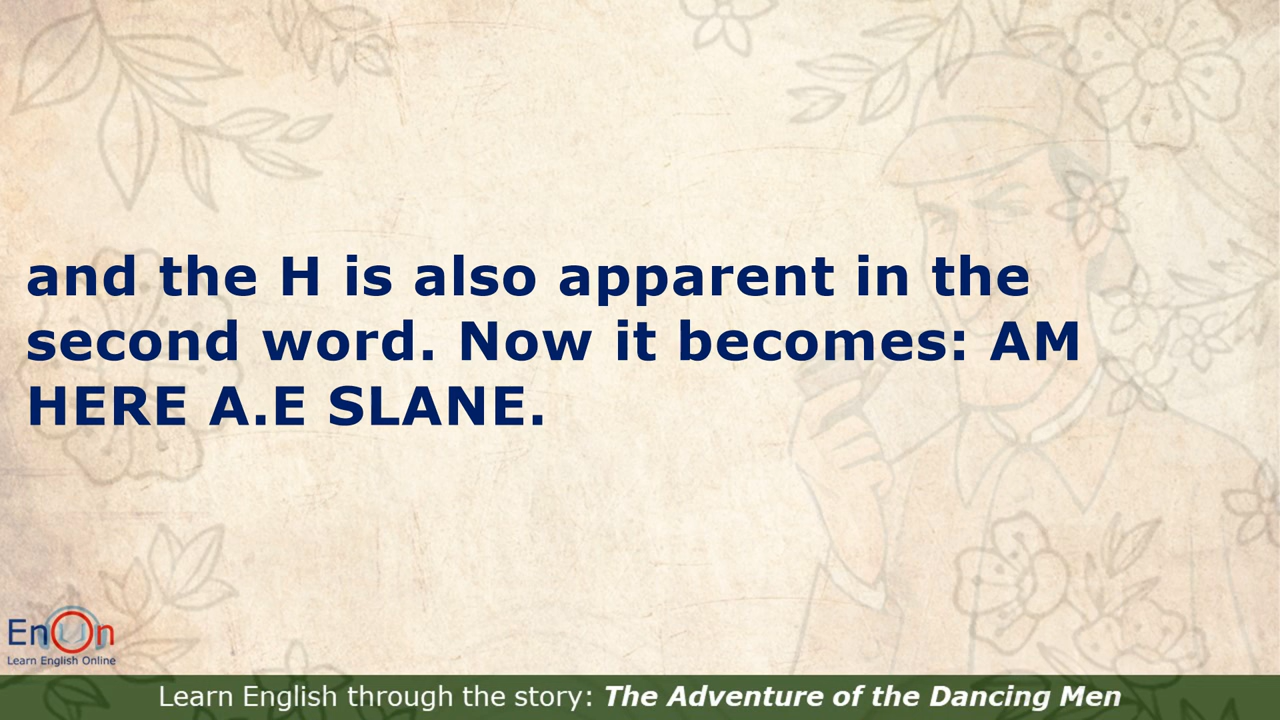 and the H is also apparent in the
second word. Now it becomes: AM
HERE A.E SLANE.
EnOn
Learn English Online
Learn English through the story: The Adventure of the Dancing Men